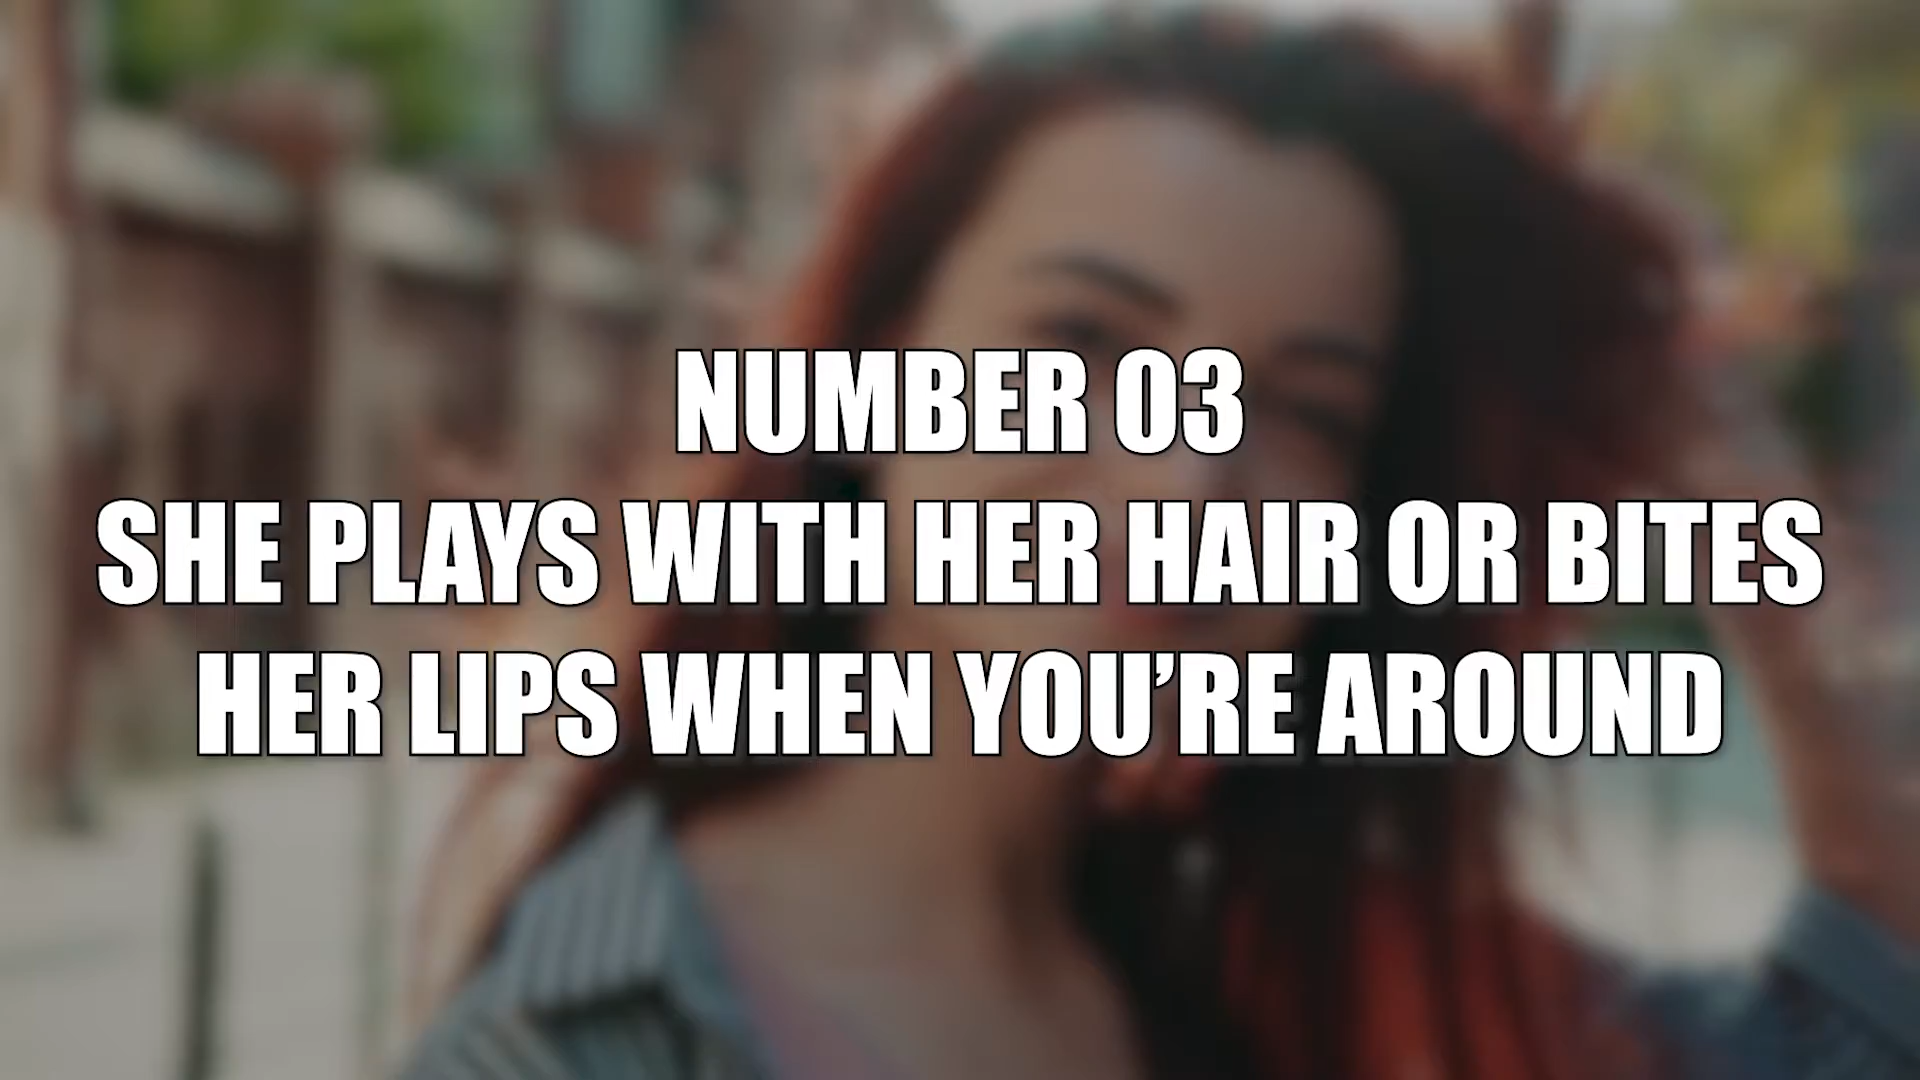 NUMBER 03
SHE PLAYS WITH HER HAIR OR BITES
HER LIPS WHEN YOU’RE AROUND